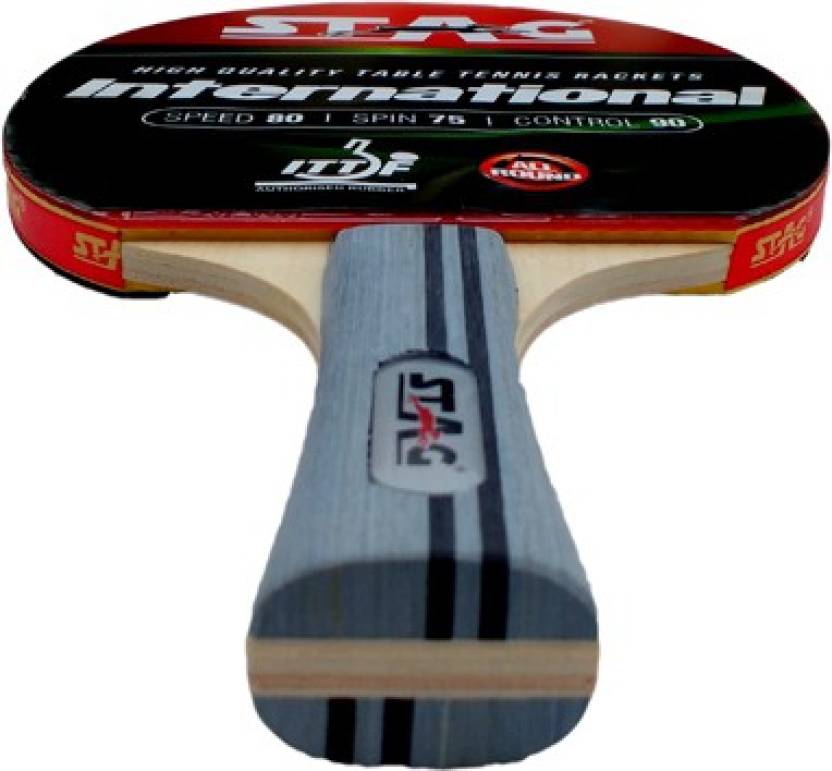 STAG
HIGH QUALITY TABLE TENNIS RACKETS
International
SPEED 80 | SPIN 75 | CONTROL 90
ITTF
AUTHORISED RUBBER
ALL
ROUND
STA
STAG
STAG